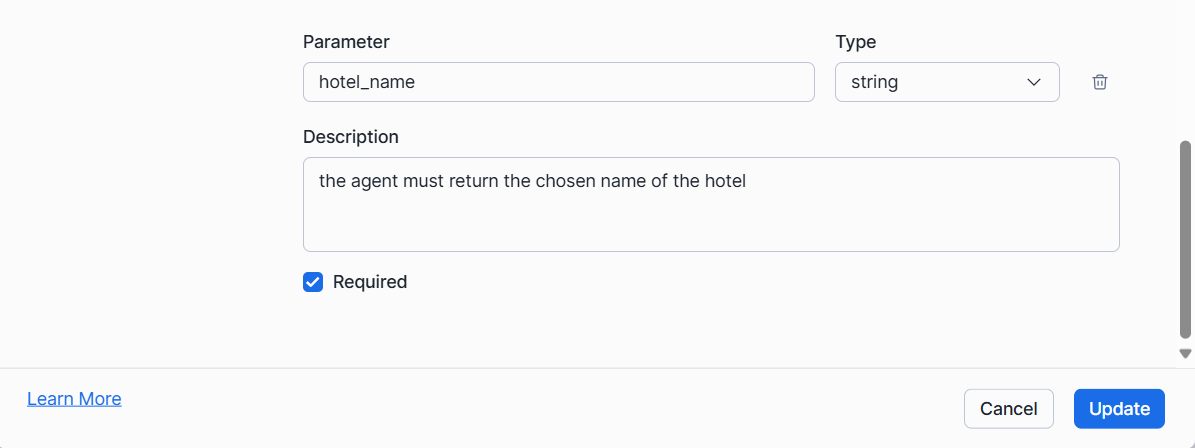 Parameter
Type
hotel_name
string
Description
the agent must return the chosen name of the hotel
Required
Learn More
Cancel
Update